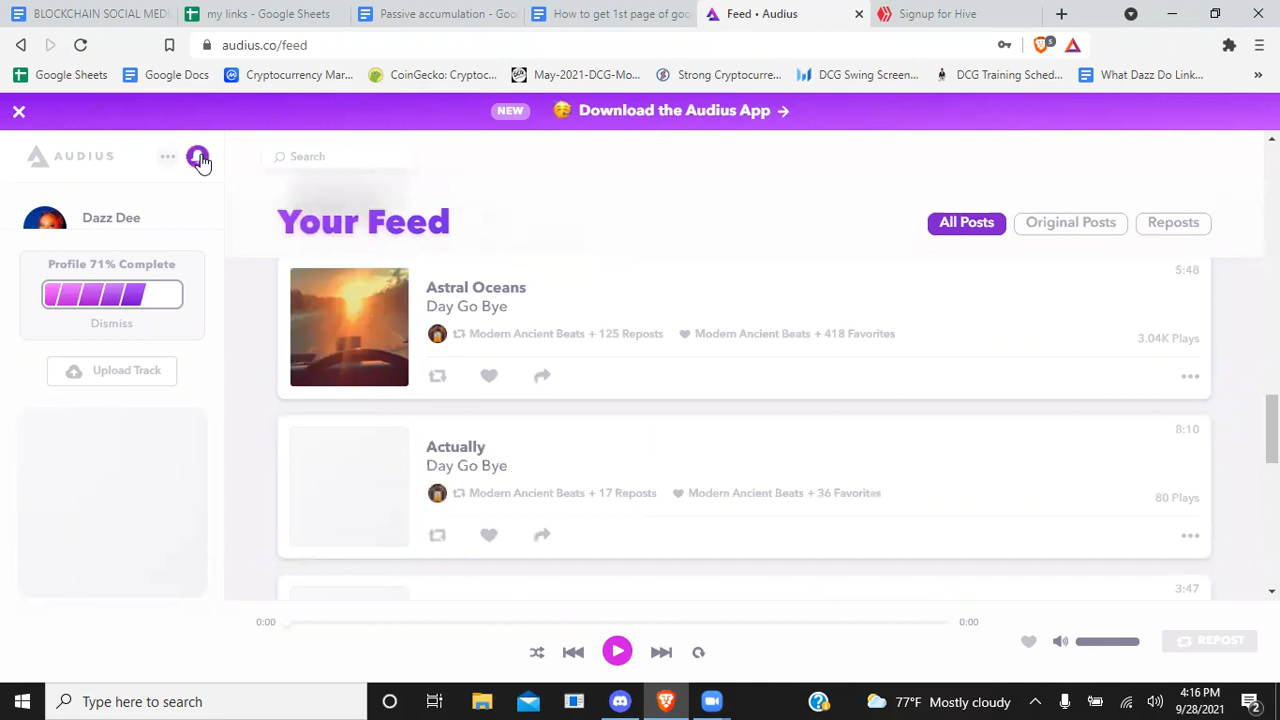 BLOCKCHAIN SOCIAL MEDI
my links - Google Sheets
Passive accumulation - Goo
How to get 1st page of goo
Feed • Audius
Signup for Hive
audius.co/feed
5
Google Sheets
Google Docs
Cryptocurrency Mar...
CoinGecko: Cryptoc...
May-2021-DCG-Mo...
Strong Cryptocurre...
DCG Swing Screen...
DCG Training Sched...
What Dazz Do Link...
NEW
Download the Audius App
AUDIUS
Search
Dazz Dee
Your Feed
All Posts
Original Posts
Reposts
Profile 71% Complete
Dismiss
Upload Track
Astral Oceans
5:48
Day Go Bye
Modern Ancient Beats + 125 Reposts
Modern Ancient Beats + 418 Favorites
3.04K Plays
Actually
8:10
Day Go Bye
Modern Ancient Beats + 17 Reposts
Modern Ancient Beats + 36 Favorites
80 Plays
3:47
0:00
0:00
REPOST
Type here to search
77°F Mostly cloudy
4:16 PM
9/28/2021
2